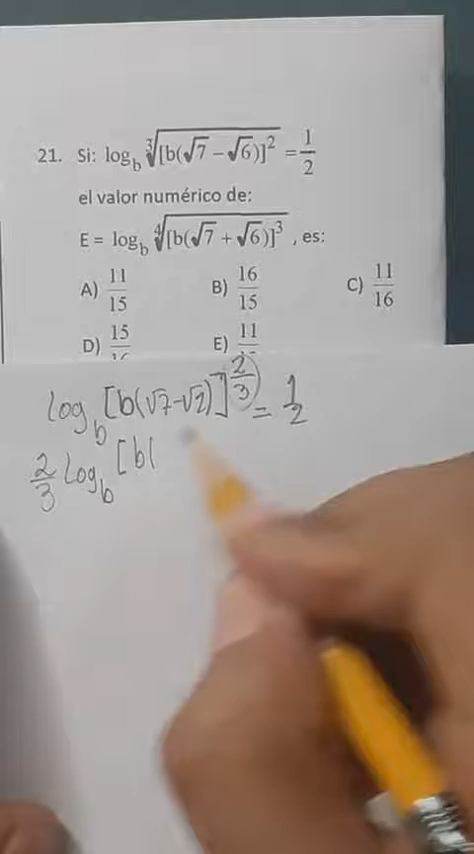 21. Si: log_b ∛[b(√7 − √6)]² = 1/2
el valor numérico de:
E = log_b ∜[b(√7 + √6)]³ , es:
A) 11/15 B) 16/15 C) 11/16
D) 15/ E) 11/
log_b [b(√7-√2)]^(2/3) = 1/2
2/3 log_b [b(